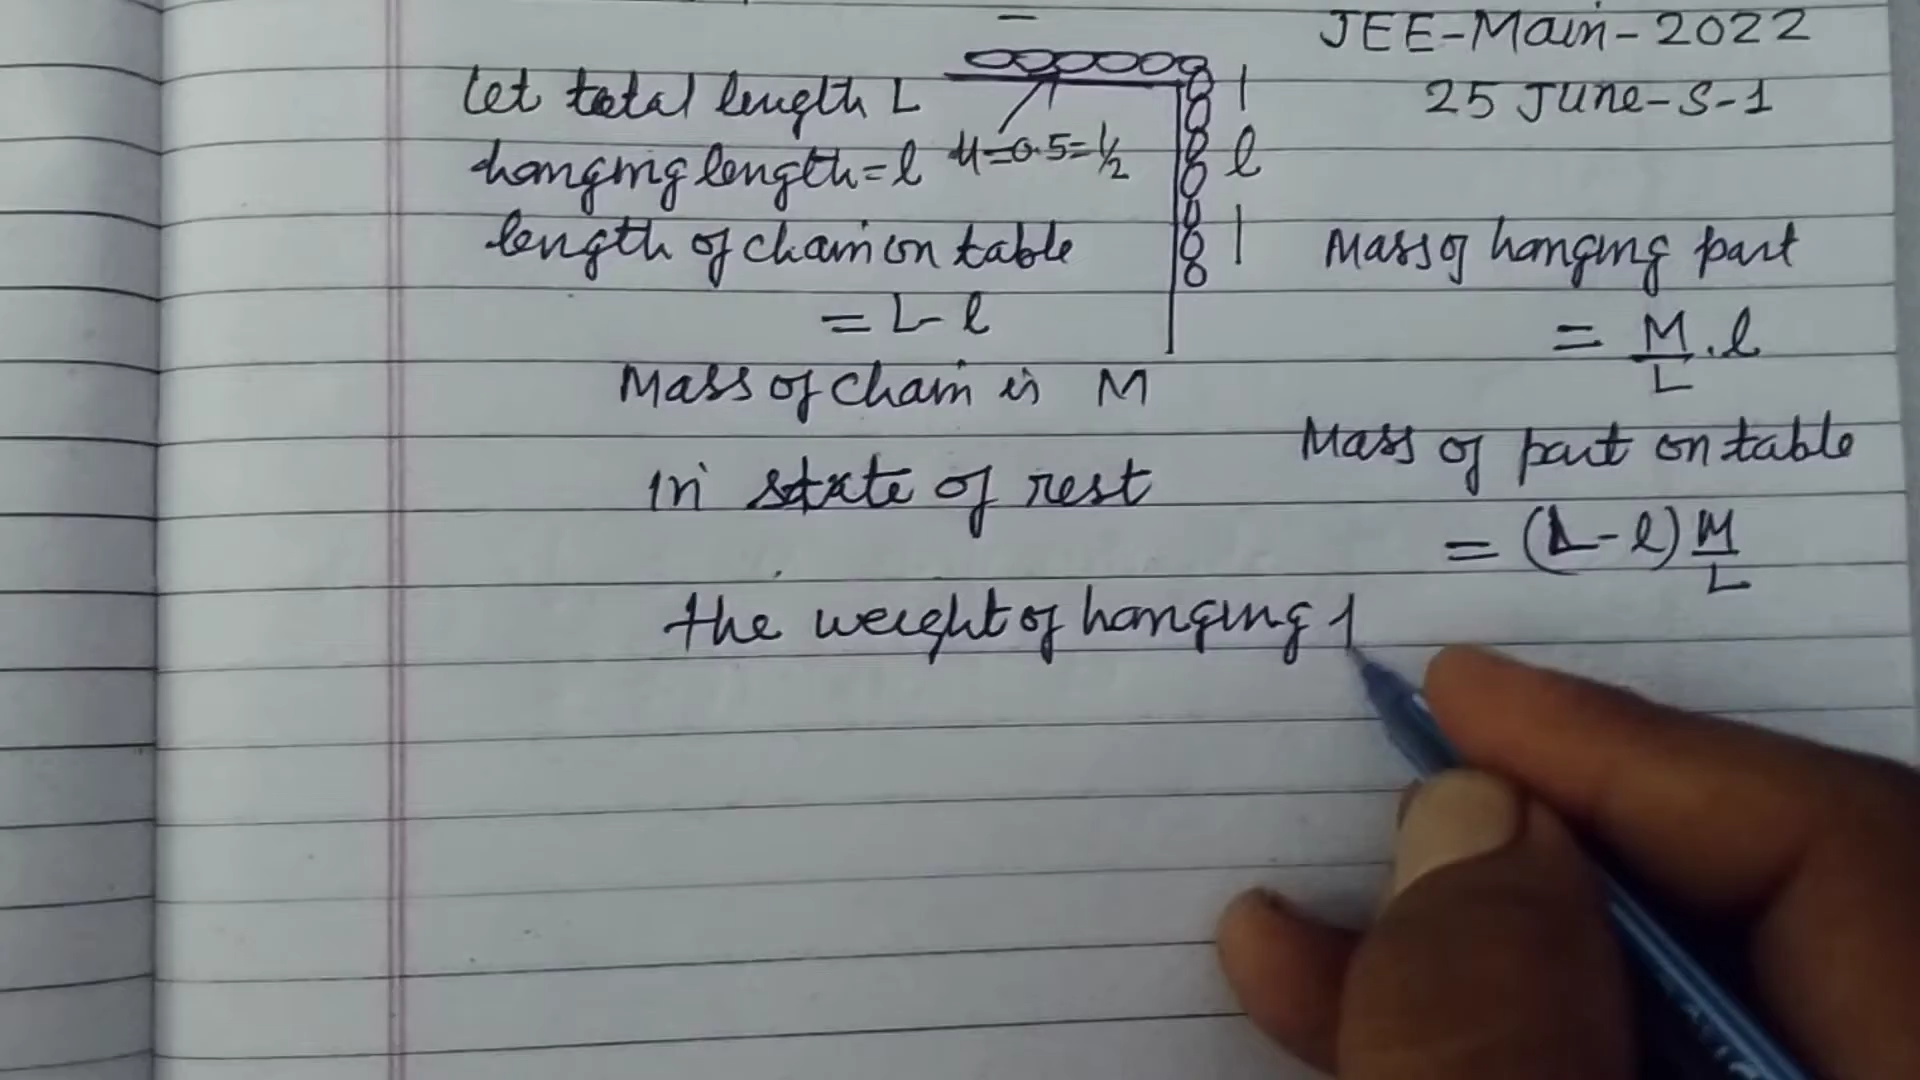 JEE-Main-2022
25 June-S-1
Let total length L
hanging length = l
μ=0.5=1/2
l
length of chain on table
= L-l
Mass of chain is M
in state of rest
Mass of hanging part
= M/L . l
Mass of part on table
= (L-l) M/L
the weight of hanging